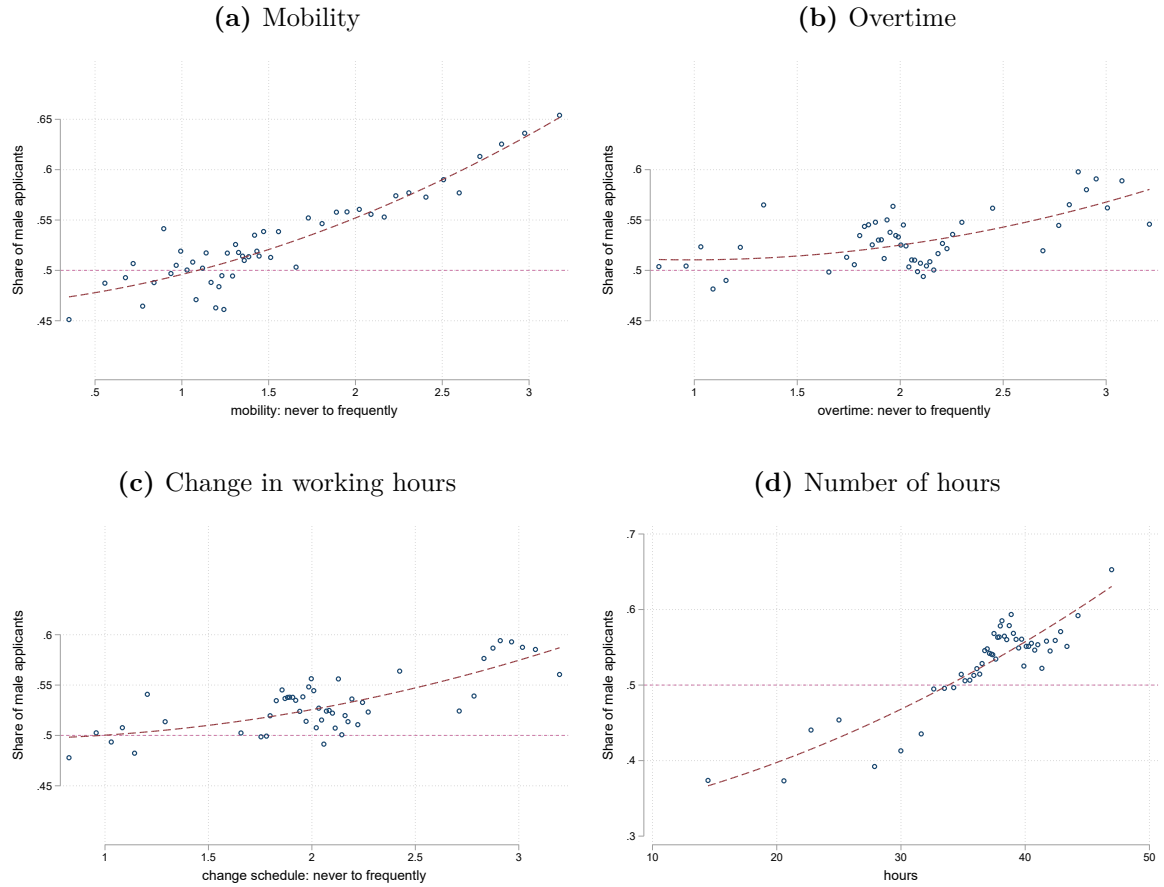 (a) Mobility
Share of male applicants
.65
.6
.55
.5
.45
.5 1 1.5 2 2.5 3
mobility: never to frequently
(b) Overtime
Share of male applicants
.6
.55
.5
.45
1 1.5 2 2.5 3
overtime: never to frequently
(c) Change in working hours
Share of male applicants
.6
.55
.5
.45
1 1.5 2 2.5 3
change schedule: never to frequently
(d) Number of hours
Share of male applicants
.7
.6
.5
.4
.3
10 20 30 40 50
hours